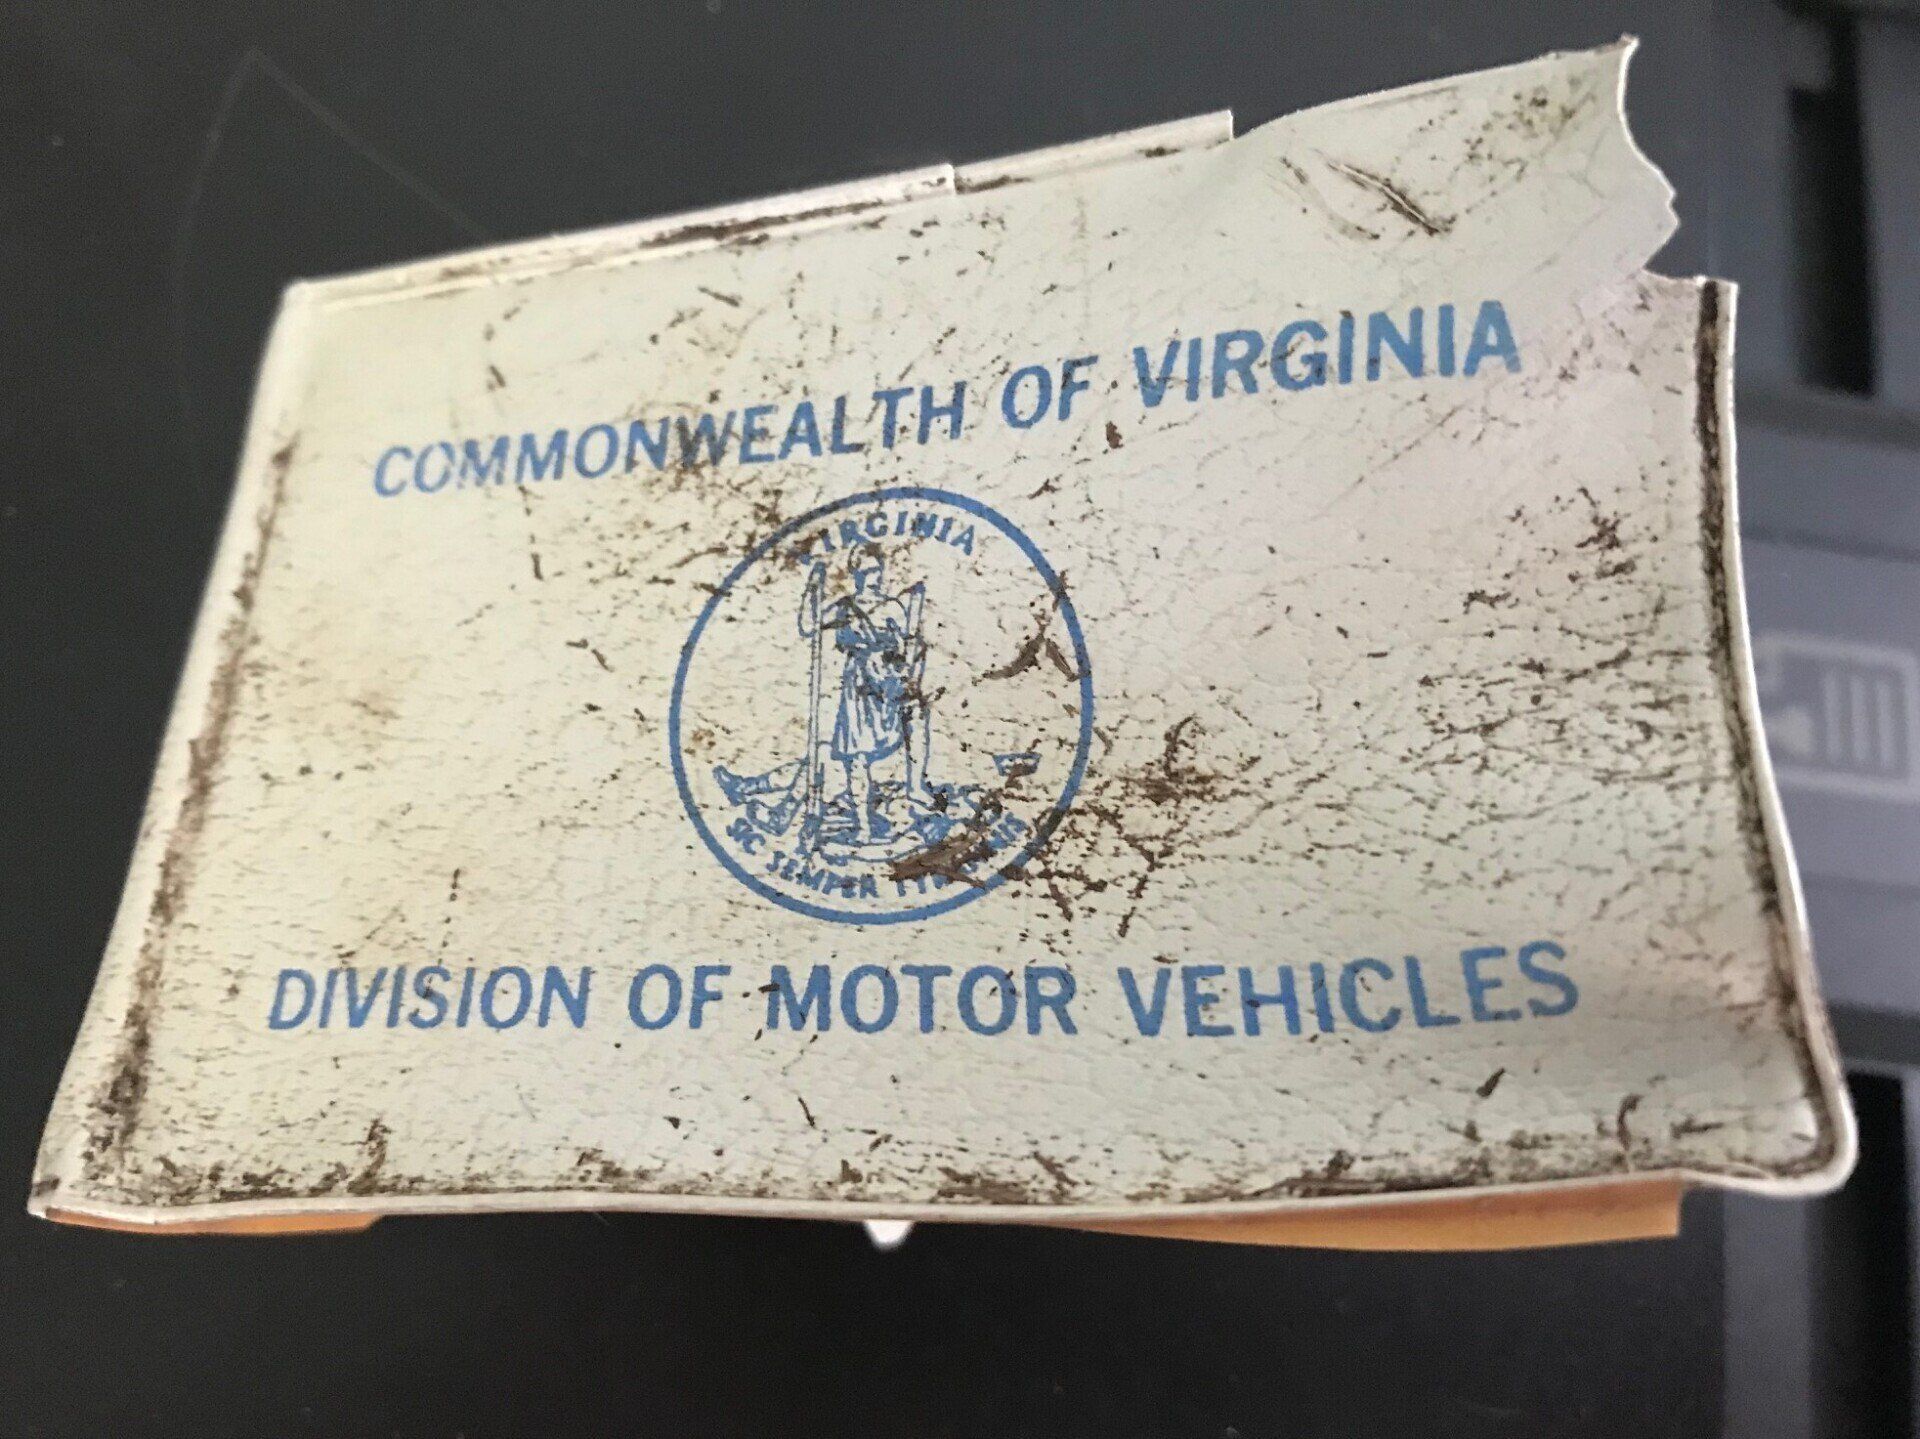 COMMONWEALTH OF VIRGINIA
VIRGINIA
SIC SEMPER TYRANNIS
DIVISION OF MOTOR VEHICLES